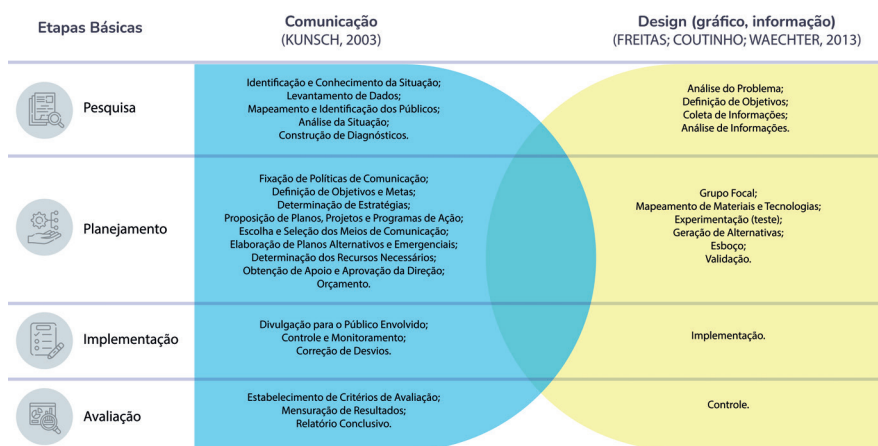 Etapas Básicas
Comunicação
(KUNSCH, 2003)
Design (gráfico, informação)
(FREITAS; COUTINHO; WAECHTER, 2013)
Pesquisa
Identificação e Conhecimento da Situação;
Levantamento de Dados;
Mapeamento e Identificação dos Públicos;
Análise da Situação;
Construção de Diagnósticos.
Análise do Problema;
Definição de Objetivos;
Coleta de Informações;
Análise de Informações.
Planejamento
Fixação de Políticas de Comunicação;
Definição de Objetivos e Metas;
Determinação de Estratégias;
Proposição de Planos, Projetos e Programas de Ação;
Escolha e Seleção dos Meios de Comunicação;
Elaboração de Planos Alternativos e Emergenciais;
Determinação dos Recursos Necessários;
Obtenção de Apoio e Aprovação da Direção;
Orçamento.
Grupo Focal;
Mapeamento de Materiais e Tecnologias;
Experimentação (teste);
Geração de Alternativas;
Esboço;
Validação.
Implementação
Divulgação para o Público Envolvido;
Controle e Monitoramento;
Correção de Desvios.
Implementação.
Avaliação
Estabelecimento de Critérios de Avaliação;
Mensuração de Resultados;
Relatório Conclusivo.
Controle.